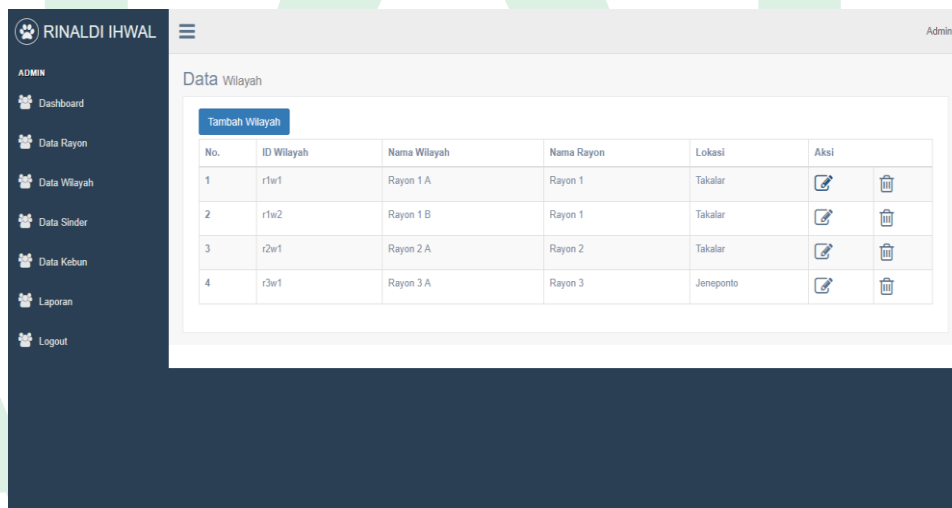 RINALDI IHWAL
Admin
ADMIN
Dashboard
Data Rayon
Data Wilayah
Data Sinder
Data Kebun
Laporan
Logout
Data Wilayah
Tambah Wilayah
No. ID Wilayah Nama Wilayah Nama Rayon Lokasi Aksi
1 r1w1 Rayon 1 A Rayon 1 Takalar
2 r1w2 Rayon 1 B Rayon 1 Takalar
3 r2w1 Rayon 2 A Rayon 2 Takalar
4 r3w1 Rayon 3 A Rayon 3 Jeneponto